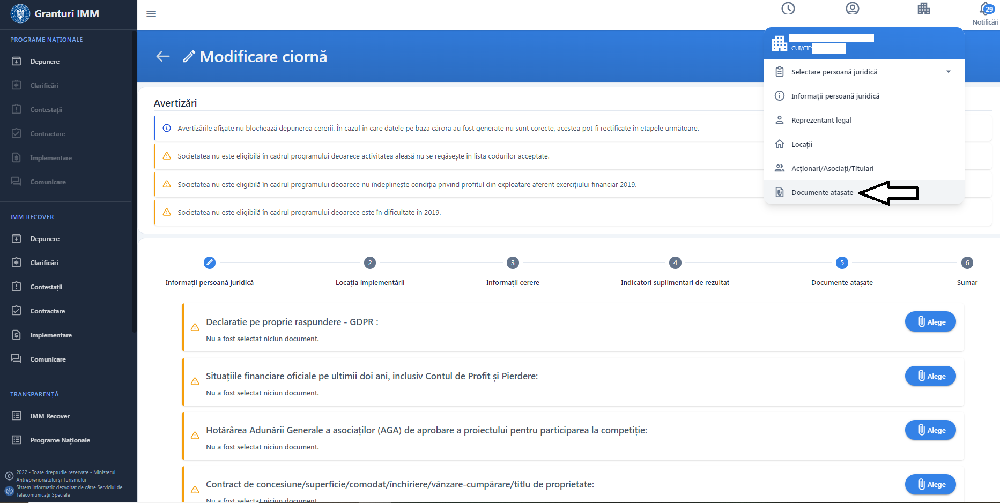 Granturi IMM
PROGRAME NAȚIONALE
Depunere
Clarificări
Contestații
Contractare
Implementare
Comunicare
IMM RECOVER
Depunere
Clarificări
Contestații
Contractare
Implementare
Comunicare
TRANSPARENȚĂ
IMM Recover
Programe Naționale
2022 - Toate drepturile rezervate - Ministerul
Antreprenoriatului și Turismului
Sistem informatic dezvoltat de către Serviciul de
Telecomunicații Speciale
29
Notificări
Modificare ciornă
CUI/CIF:
Selectare persoană juridică
Informații persoană juridică
Reprezentant legal
Locații
Acționari/Asociați/Titulari
Documente atașate
Avertizări
Avertizările afișate nu blochează depunerea cererii. În cazul în care datele pe baza cărora au fost generate nu sunt corecte, acestea pot fi rectificate în etapele următoare.
Societatea nu este eligibilă în cadrul programului deoarece activitatea aleasă nu se regăsește în lista codurilor acceptate.
Societatea nu este eligibilă în cadrul programului deoarece nu îndeplinește condiția privind profitul din exploatare aferent exercițiului financiar 2019.
Societatea nu este eligibilă în cadrul programului deoarece este în dificultate în 2019.
2 3 4 5 6
Informații persoană juridică Locația implementării Informații cerere Indicatori suplimentari de rezultat Documente atașate Sumar
Declaratie pe proprie raspundere - GDPR :
Nu a fost selectat niciun document.
Alege
Situațiile financiare oficiale pe ultimii doi ani, inclusiv Contul de Profit și Pierdere:
Nu a fost selectat niciun document.
Alege
Hotărârea Adunării Generale a asociaților (AGA) de aprobare a proiectului pentru participarea la competiție:
Nu a fost selectat niciun document.
Alege
Contract de concesiune/superficie/comodat/închiriere/vânzare-cumpărare/titlu de proprietate:
Nu a fost selectat niciun document.
Alege